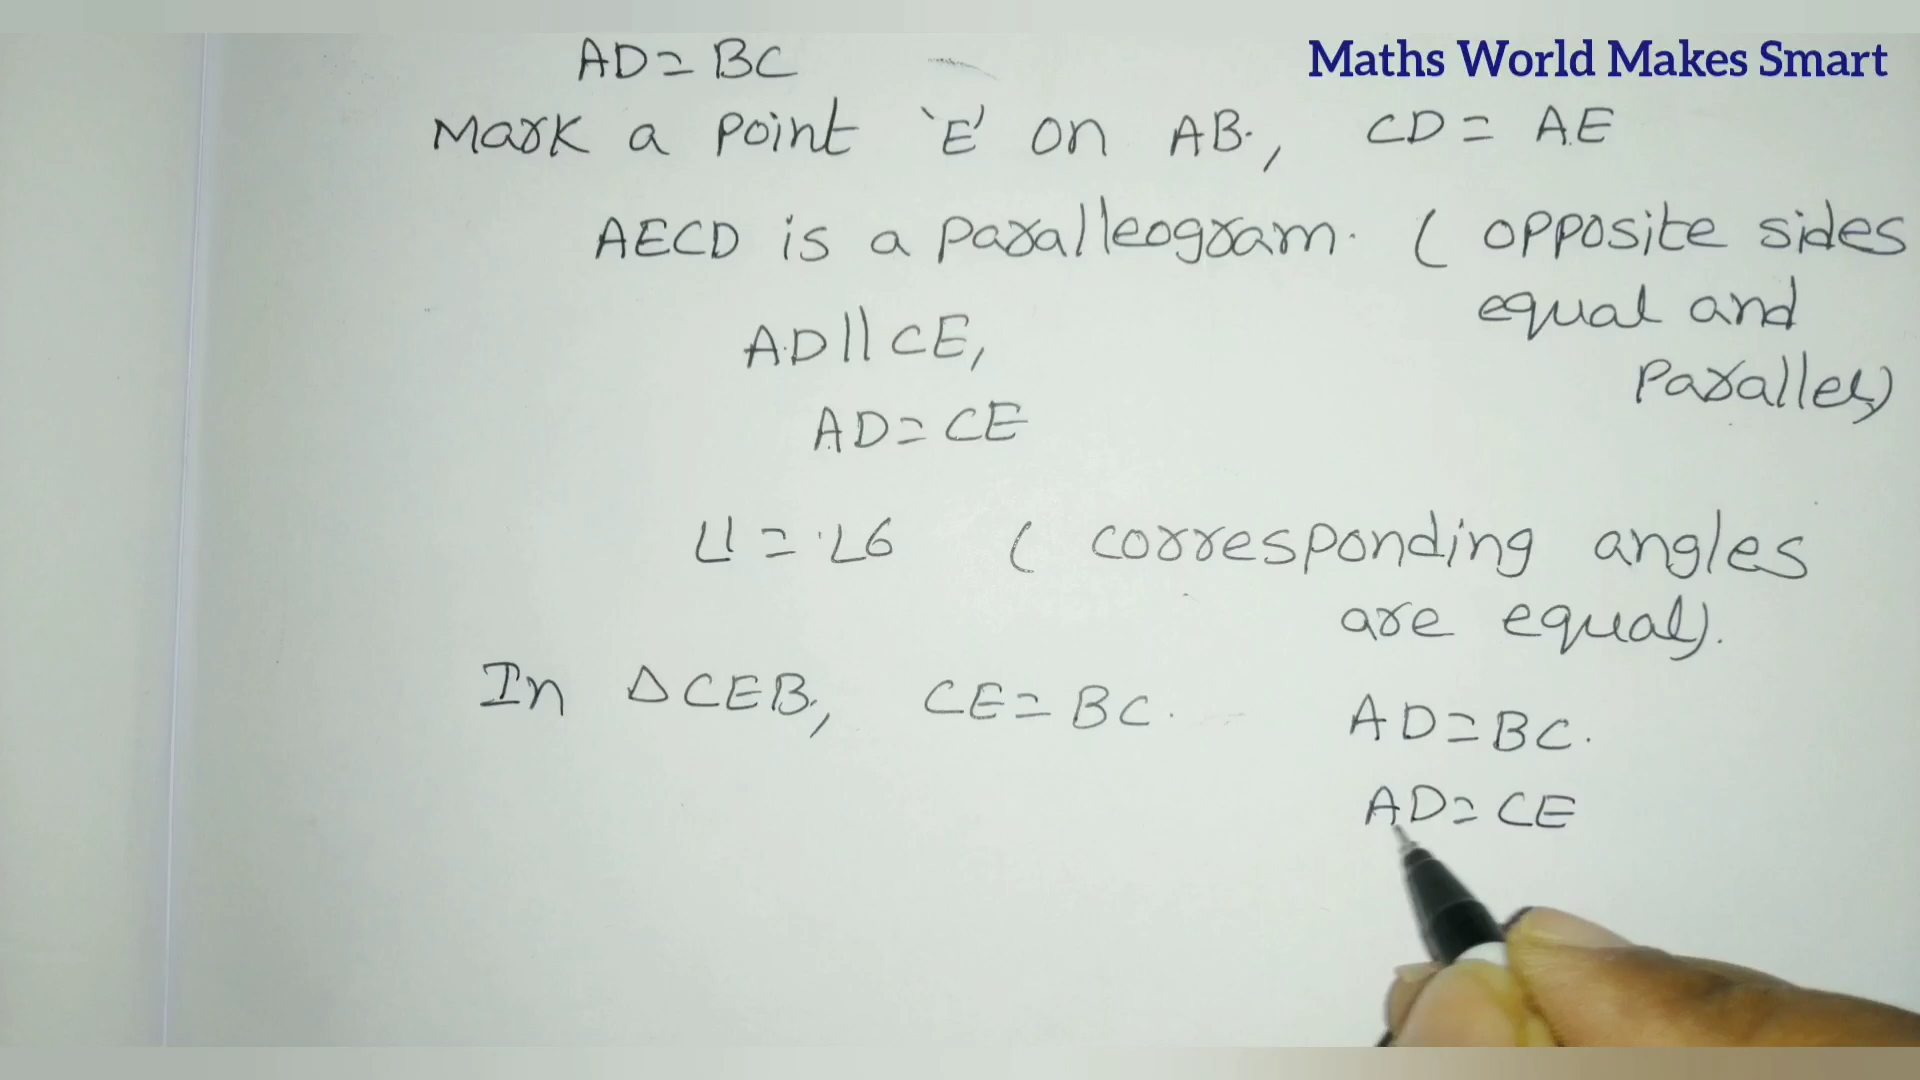 AD = BC
Maths World Makes Smart
Mark a point 'E' on AB., CD = AE
AECD is a paralleogram. ( opposite sides
equal and
parallel)
AD || CE,
AD = CE
∠1 = ∠6 ( corresponding angles
are equal).
In △CEB, CE = BC.
AD = BC.
AD = CE